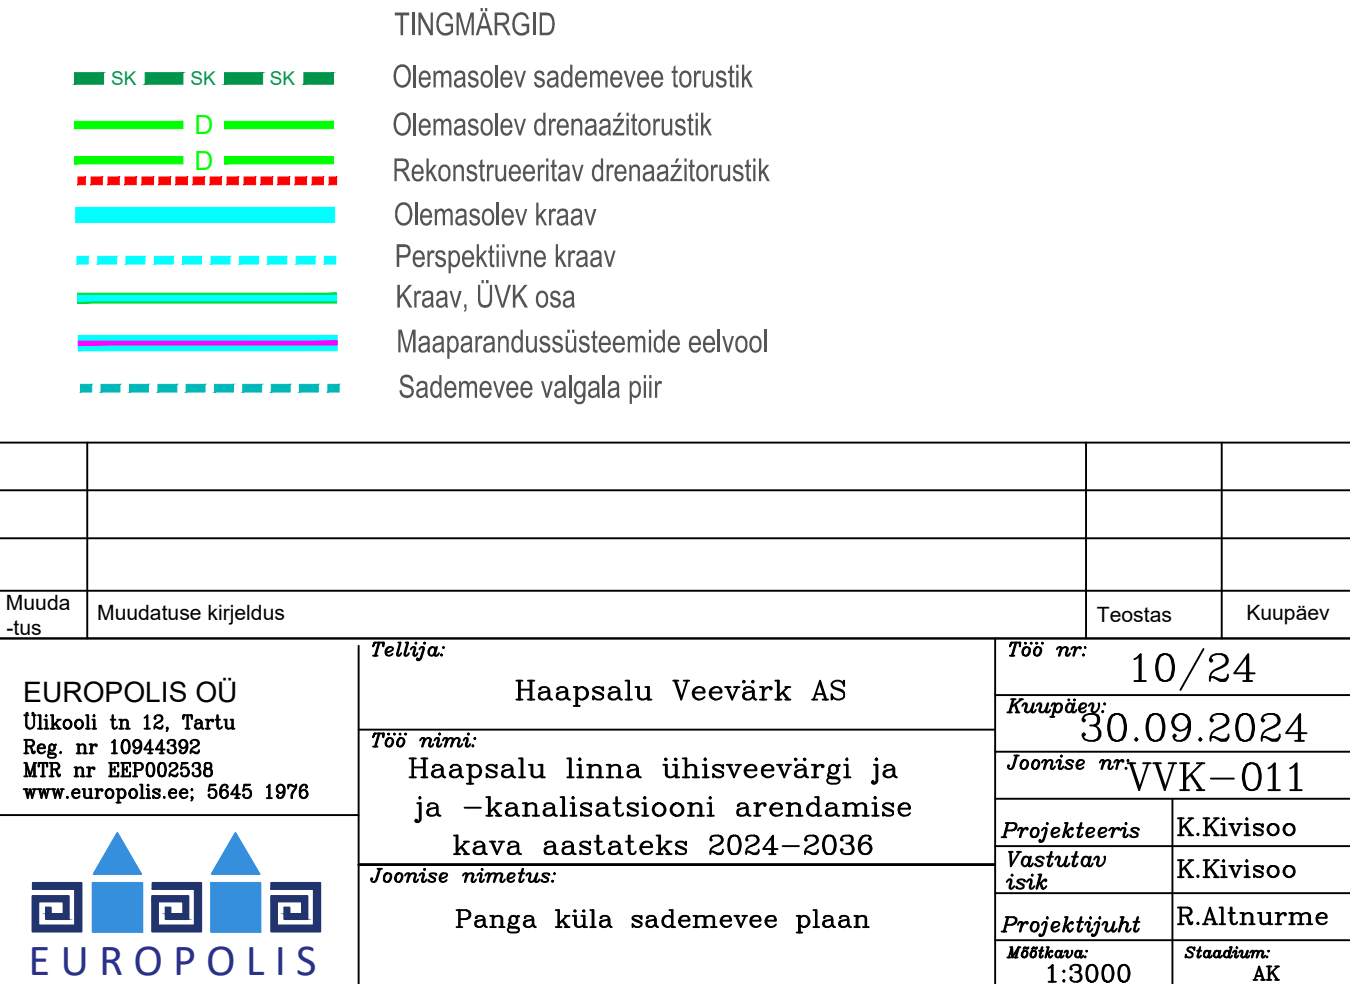 TINGMÄRGID
SK SK SK Olemasolev sademevee torustik
D Olemasolev drenaaźitorustik
D Rekonstrueeritav drenaaźitorustik
Olemasolev kraav
Perspektiivne kraav
Kraav, ÜVK osa
Maaparandussüsteemide eelvool
Sademevee valgala piir
Muuda
-tus
Muudatuse kirjeldus
Teostas
Kuupäev
EUROPOLIS OÜ
Ülikooli tn 12, Tartu
Reg. nr 10944392
MTR nr EEP002538
www.europolis.ee; 5645 1976
EUROPOLIS
Tellija:
Haapsalu Veevärk AS
Töö nimi:
Haapsalu linna ühisveevärgi ja
ja -kanalisatsiooni arendamise
kava aastateks 2024-2036
Joonise nimetus:
Panga küla sademevee plaan
Töö nr:
10/24
Kuupäev:
30.09.2024
Joonise nr:
VVK-011
Projekteeris K.Kivisoo
Vastutav
isik
K.Kivisoo
Projektijuht R.Altnurme
Mõõtkava:
1:3000
Staadium:
AK